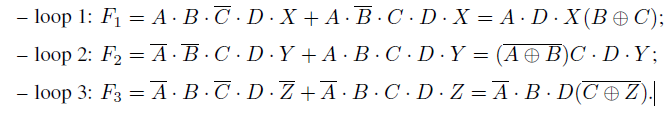 – loop 1: F₁ = A · B · C̅ · D · X + A · B̅ · C · D · X = A · D · X(B ⊕ C);
– loop 2: F₂ = A̅ · B̅ · C · D · Y + A · B · C · D · Y = (A̅ ̅⊕̅ ̅B̅)C · D · Y;
– loop 3: F₃ = A̅ · B · C̅ · D · Z̅ + A̅ · B · C · D · Z = A̅ · B · D(C̅ ̅⊕̅ ̅Z̅).